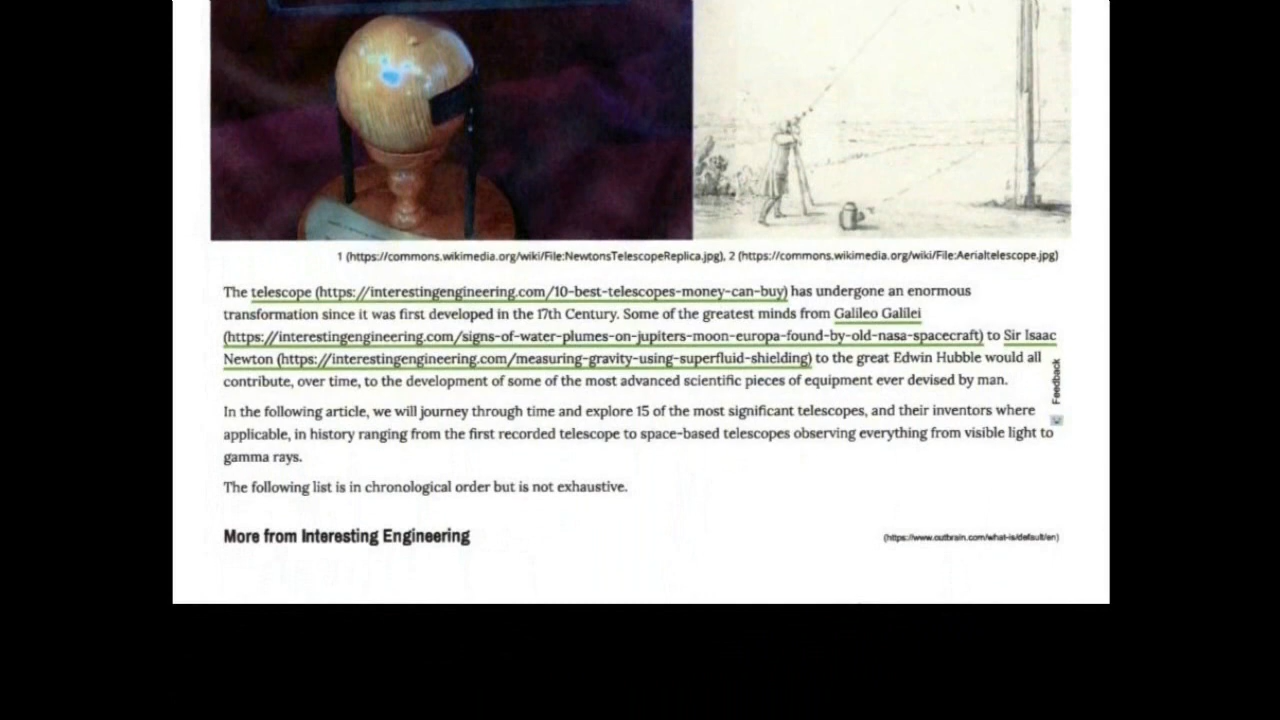 1 (https://commons.wikimedia.org/wiki/File:NewtonsTelescopeReplica.jpg), 2 (https://commons.wikimedia.org/wiki/File:Aerialtelescope.jpg)
The telescope (https://interestingengineering.com/10-best-telescopes-money-can-buy) has undergone an enormous
transformation since it was first developed in the 17th Century. Some of the greatest minds from Galileo Galilei
(https://interestingengineering.com/signs-of-water-plumes-on-jupiters-moon-europa-found-by-old-nasa-spacecraft) to Sir Isaac
Newton (https://interestingengineering.com/measuring-gravity-using-superfluid-shielding) to the great Edwin Hubble would all
contribute, over time, to the development of some of the most advanced scientific pieces of equipment ever devised by man.
Feedback
In the following article, we will journey through time and explore 15 of the most significant telescopes, and their inventors where
applicable, in history ranging from the first recorded telescope to space-based telescopes observing everything from visible light to
gamma rays.
The following list is in chronological order but is not exhaustive.
More from Interesting Engineering
(https://www.outbrain.com/what-is/default/en)